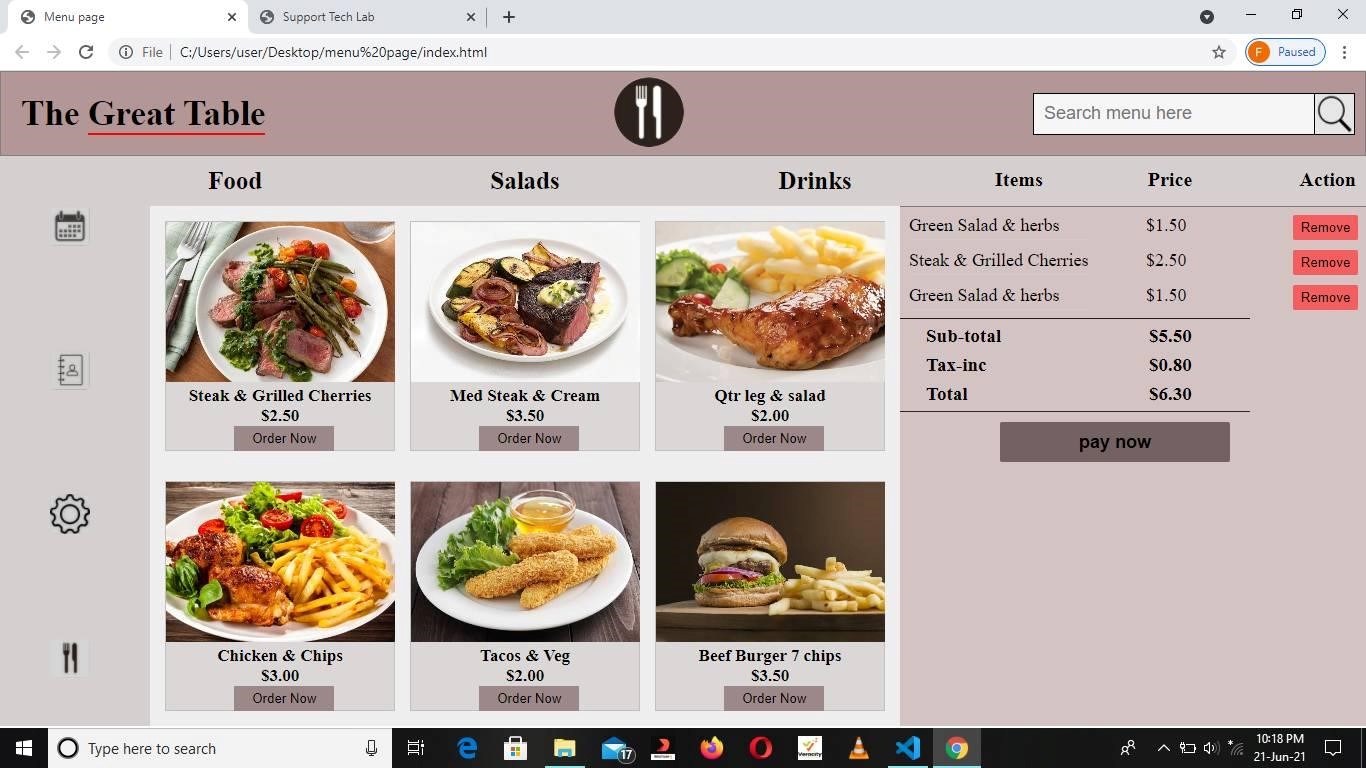 Menu page
Support Tech Lab
File
C:/Users/user/Desktop/menu%20page/index.html
F Paused
The Great Table
Search menu here
Food Salads Drinks
Items Price Action
Green Salad & herbs $1.50 Remove
Steak & Grilled Cherries $2.50 Remove
Green Salad & herbs $1.50 Remove
Sub-total $5.50
Tax-inc $0.80
Total $6.30
pay now
Steak & Grilled Cherries
$2.50
Order Now
Med Steak & Cream
$3.50
Order Now
Qtr leg & salad
$2.00
Order Now
Chicken & Chips
$3.00
Order Now
Tacos & Veg
$2.00
Order Now
Beef Burger 7 chips
$3.50
Order Now
Type here to search
17
Veracity
10:18 PM
21-Jun-21